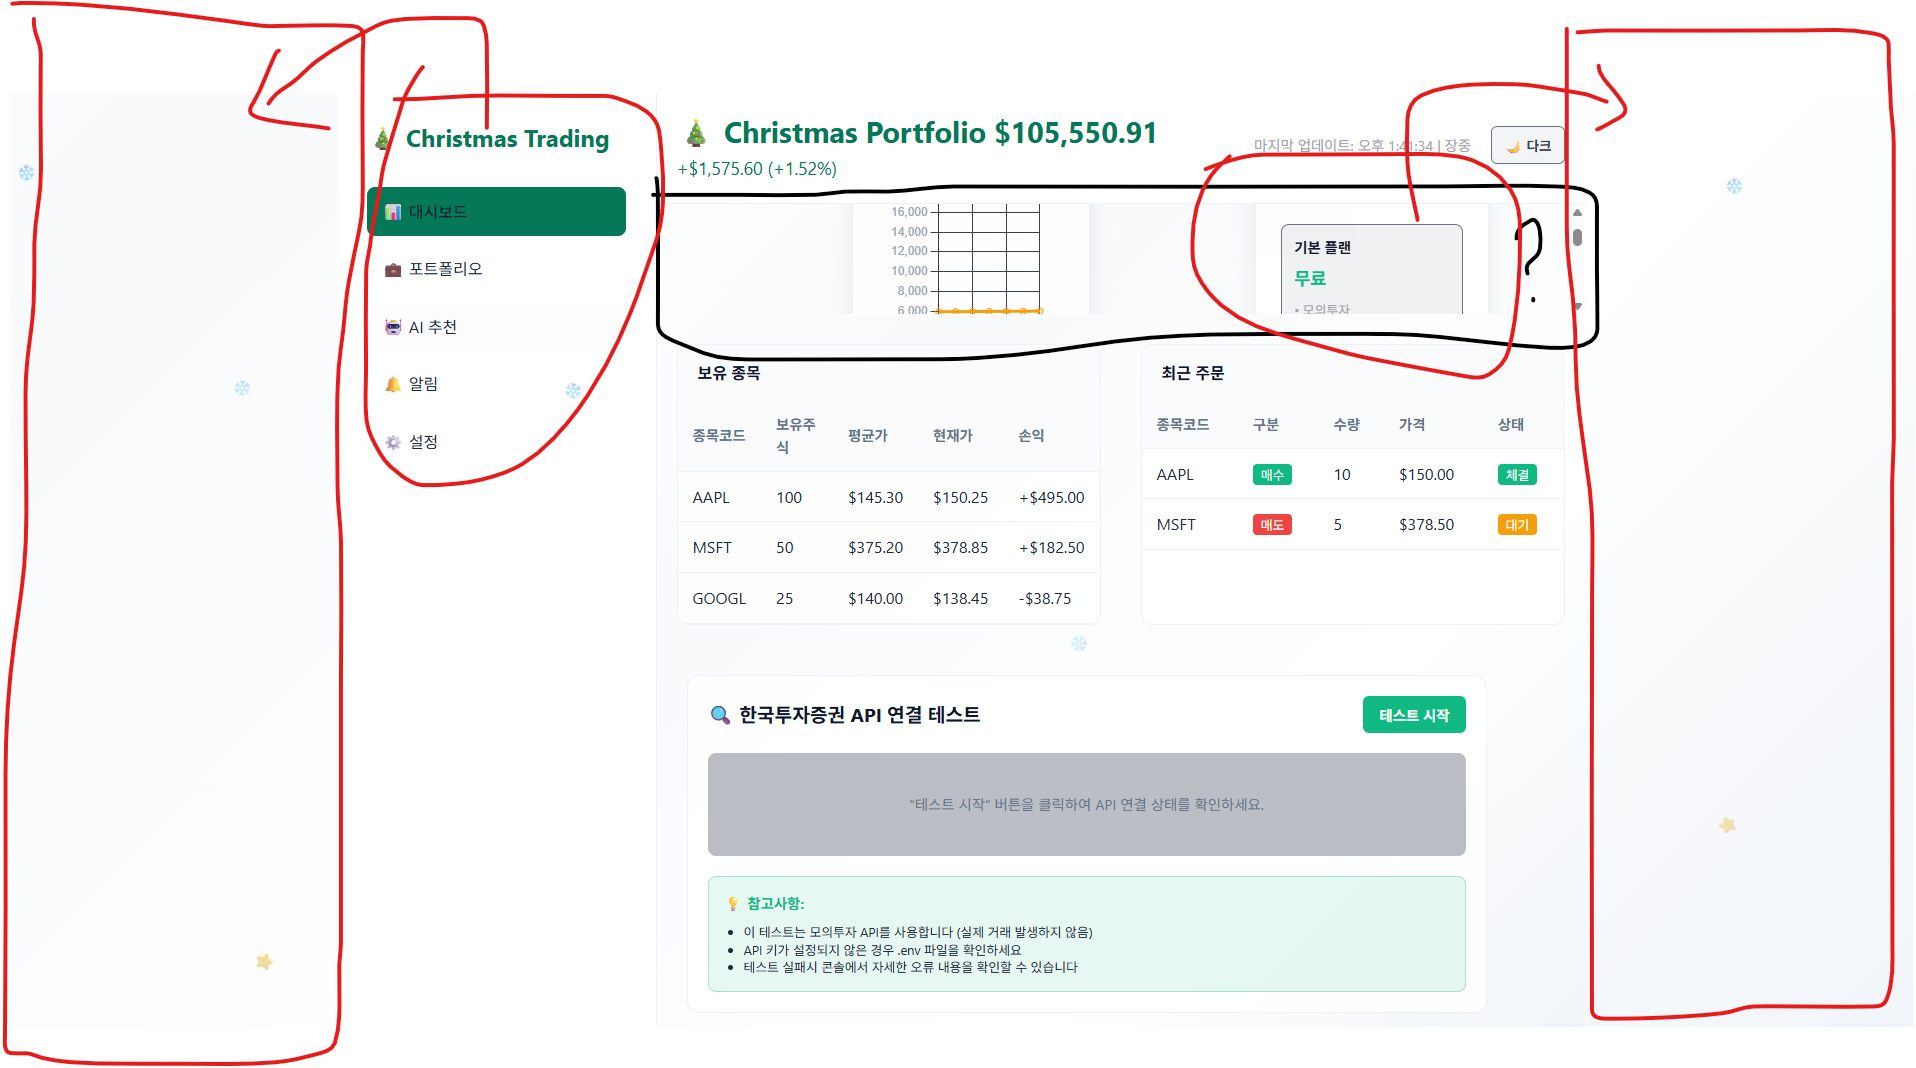 🎄 Christmas Trading
📊 대시보드
💼 포트폴리오
🤖 AI 추천
🔔 알림
⚙️ 설정
🎄 Christmas Portfolio $105,550.91
+$1,575.60 (+1.52%)
마지막 업데이트: 오후 1:41:34 | 장중
🌙 다크
16,000
14,000
12,000
10,000
8,000
6,000
기본 플랜
무료
• 모의투자
?
보유 종목
종목코드 보유주식 평균가 현재가 손익
AAPL 100 $145.30 $150.25 +$495.00
MSFT 50 $375.20 $378.85 +$182.50
GOOGL 25 $140.00 $138.45 -$38.75
최근 주문
종목코드 구분 수량 가격 상태
AAPL 매수 10 $150.00 체결
MSFT 매도 5 $378.50 대기
🔍 한국투자증권 API 연결 테스트
테스트 시작
"테스트 시작" 버튼을 클릭하여 API 연결 상태를 확인하세요.
💡 참고사항:
• 이 테스트는 모의투자 API를 사용합니다 (실제 거래 발생하지 않음)
• API 키가 설정되지 않은 경우 .env 파일을 확인하세요
• 테스트 실패시 콘솔에서 자세한 오류 내용을 확인할 수 있습니다